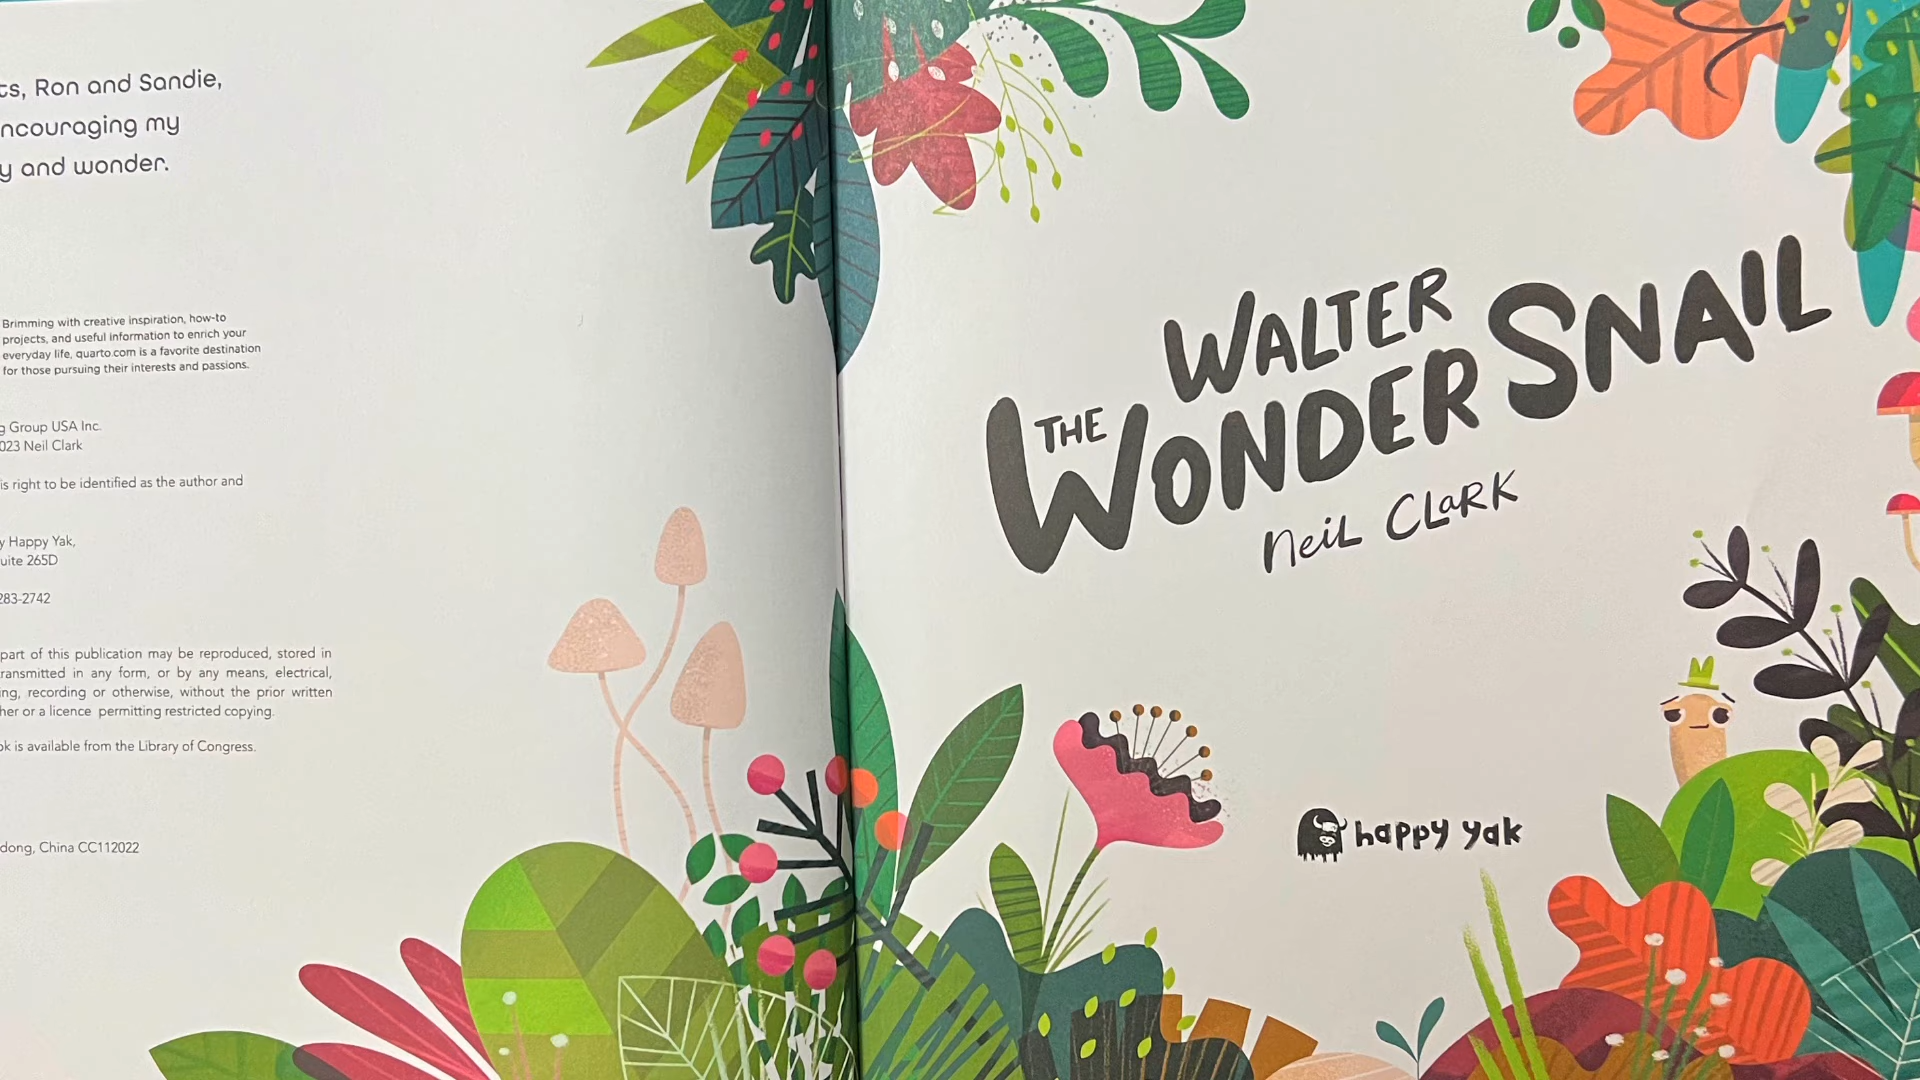 ts, Ron and Sandie,
ncouraging my
y and wonder.
Brimming with creative inspiration, how-to
projects, and useful information to enrich your
everyday life, quarto.com is a favorite destination
for those pursuing their interests and passions.
g Group USA Inc.
023 Neil Clark
is right to be identified as the author and
y Happy Yak,
uite 265D
283-2742
part of this publication may be reproduced, stored in
ransmitted in any form, or by any means, electrical,
ing, recording or otherwise, without the prior written
her or a licence permitting restricted copying.
ok is available from the Library of Congress.
dong, China CC112022
WALTER
THE
WONDER SNAIL
neiL CLaRK
happy yak